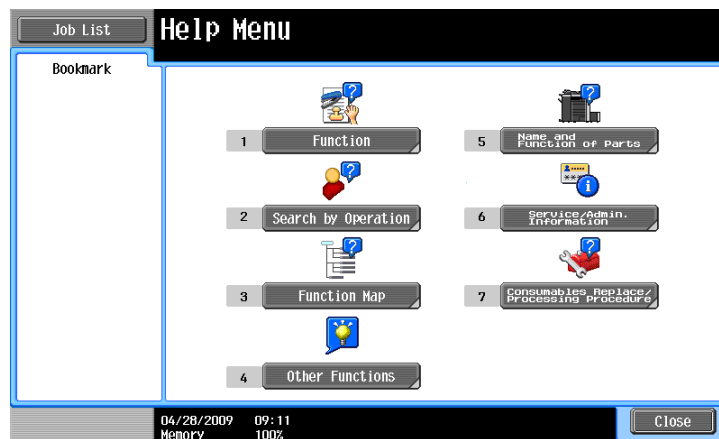 Job List
Help Menu
Bookmark
1 Function
2 Search by Operation
3 Function Map
4 Other Functions
5 Name and
Function of Parts
6 Service/Admin.
Information
7 Consumables Replace/
Processing Procedure
04/28/2009 09:11
Memory 100%
Close